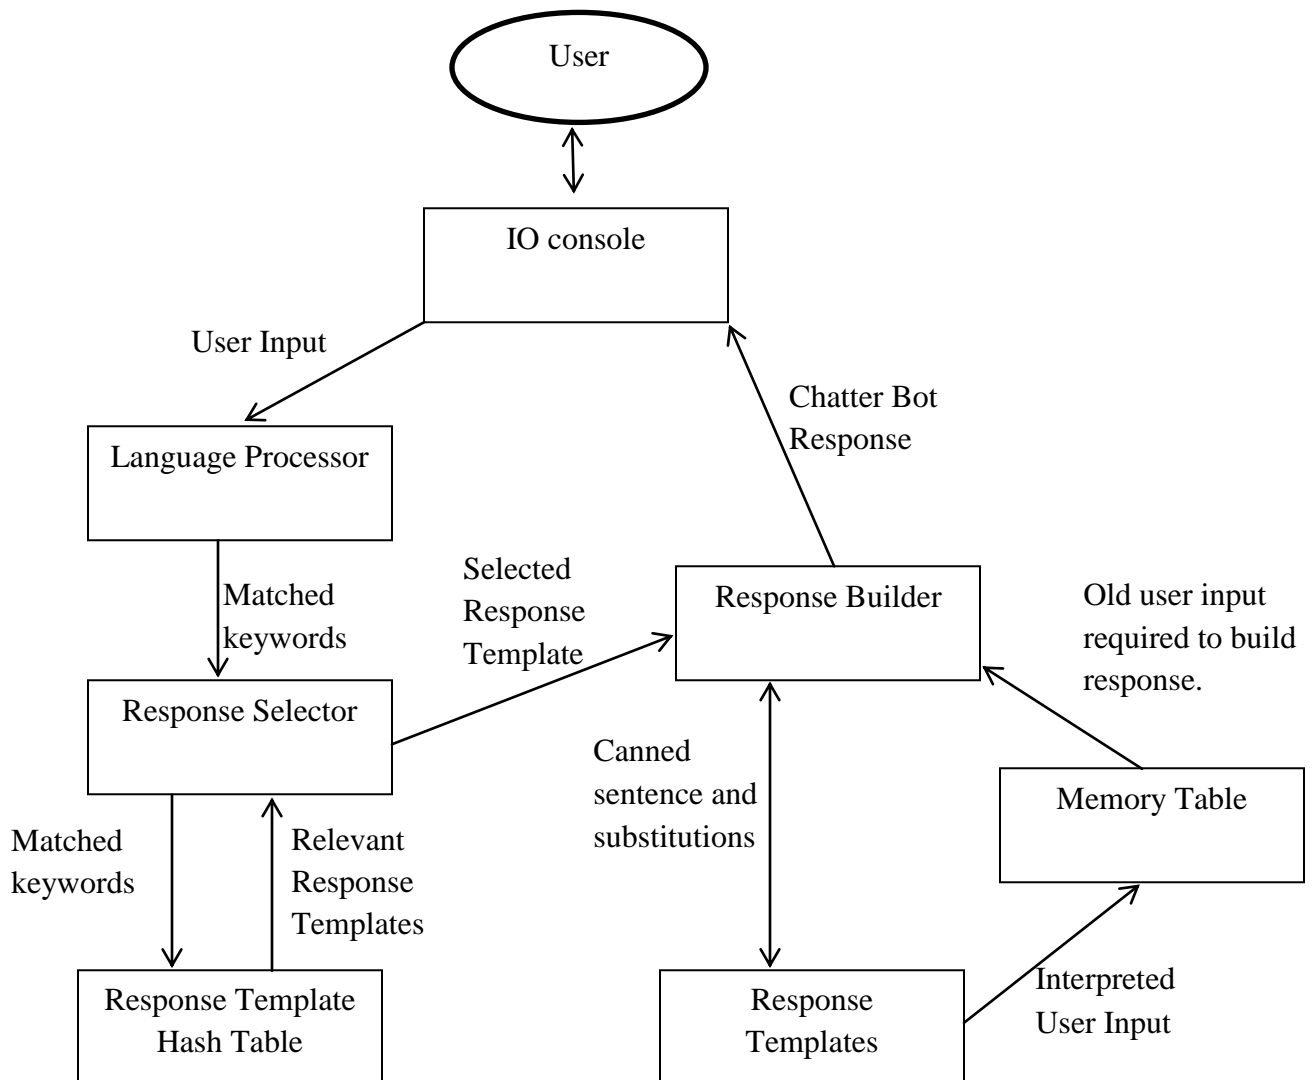 User
IO console
User Input
Chatter Bot
Response
Language Processor
Selected
Response
Template
Matched
keywords
Response Builder
Old user input
required to build
response.
Response Selector
Canned
sentence and
substitutions
Memory Table
Matched
keywords
Relevant
Response
Templates
Response Template
Hash Table
Response
Templates
Interpreted
User Input